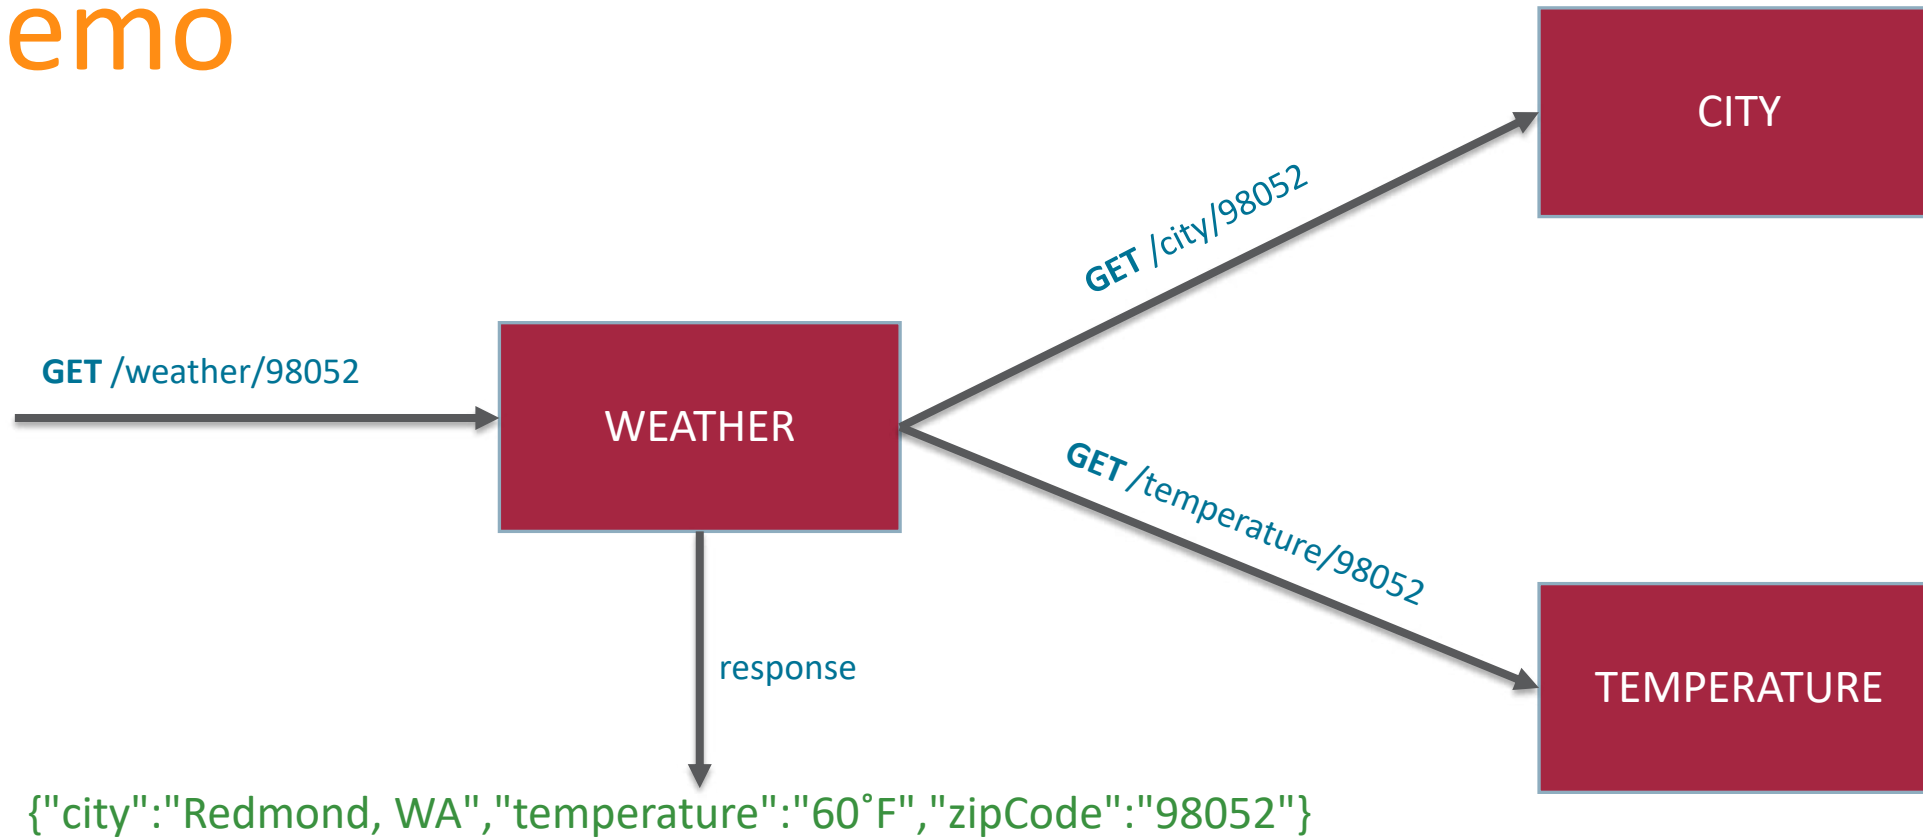 emo
CITY
GET /city/98052
GET /weather/98052
WEATHER
GET /temperature/98052
response
TEMPERATURE
{"city":"Redmond, WA","temperature":"60˚F","zipCode":"98052"}